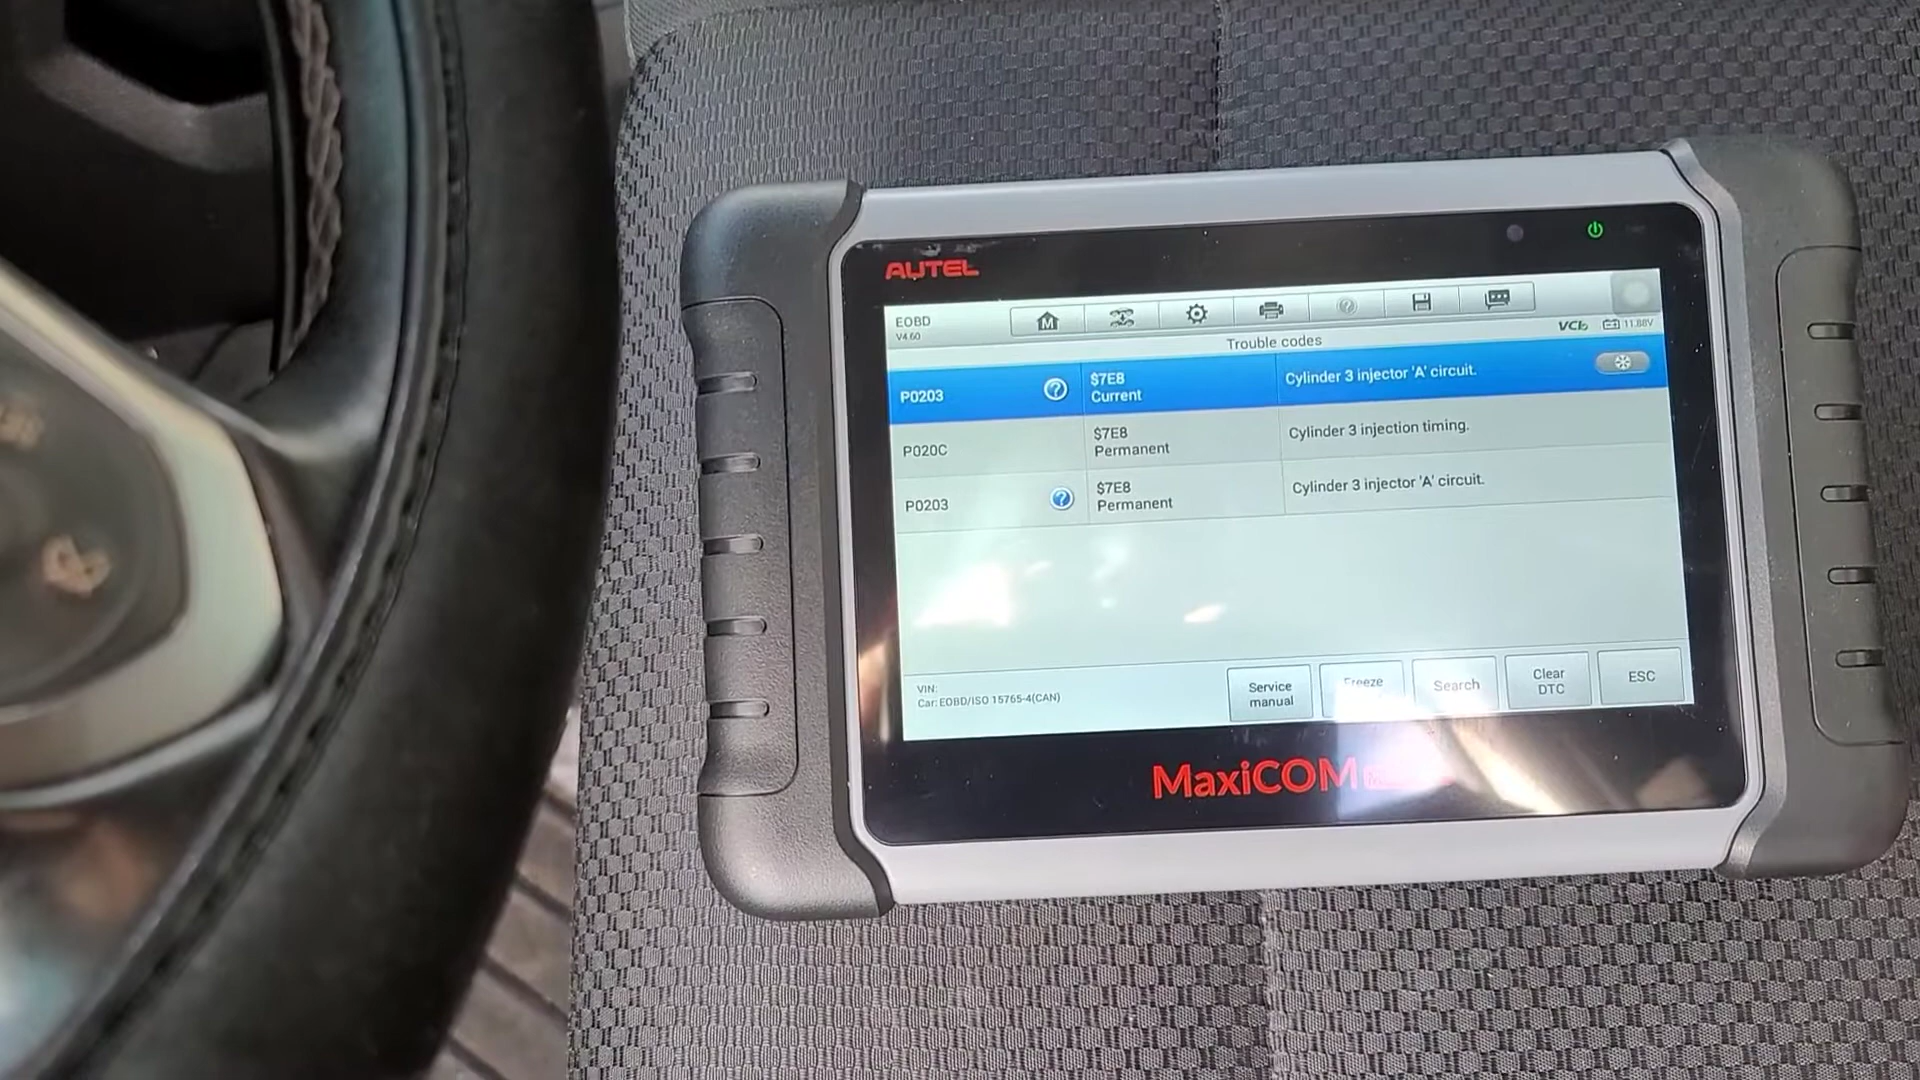 AUTEL
EOBD
V4.60
VCI
11.88V
Trouble codes
P0203
$7E8
Current
Cylinder 3 injector 'A' circuit.
P020C
$7E8
Permanent
Cylinder 3 injection timing.
P0203
$7E8
Permanent
Cylinder 3 injector 'A' circuit.
VIN:
Car: EOBD/ISO 15765-4(CAN)
Service
manual
Freeze
Search
Clear
DTC
ESC
MaxiCOM